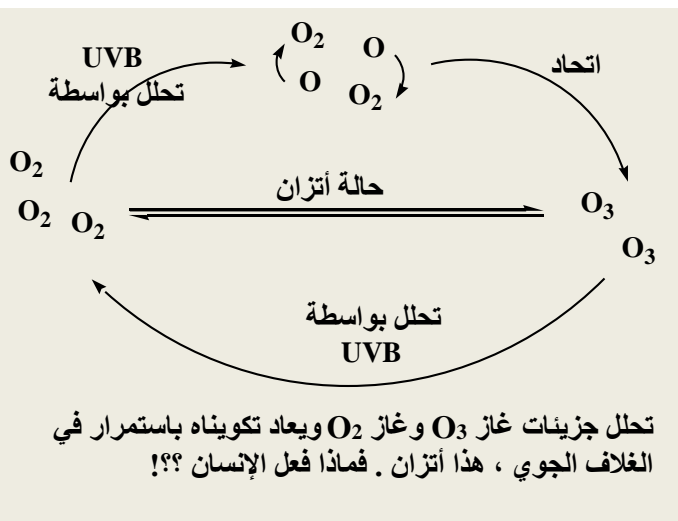 O₂ O
UVB
تحلل بواسطة
اتحاد
O O₂
O₂
O₂ O₂
حالة أتزان
O₃
O₃
تحلل بواسطة
UVB
تحلل جزيئات غاز O₃ وغاز O₂ ويعاد تكويناه باستمرار في
الغلاف الجوي ، هذا أتزان . فماذا فعل الإنسان ؟؟!